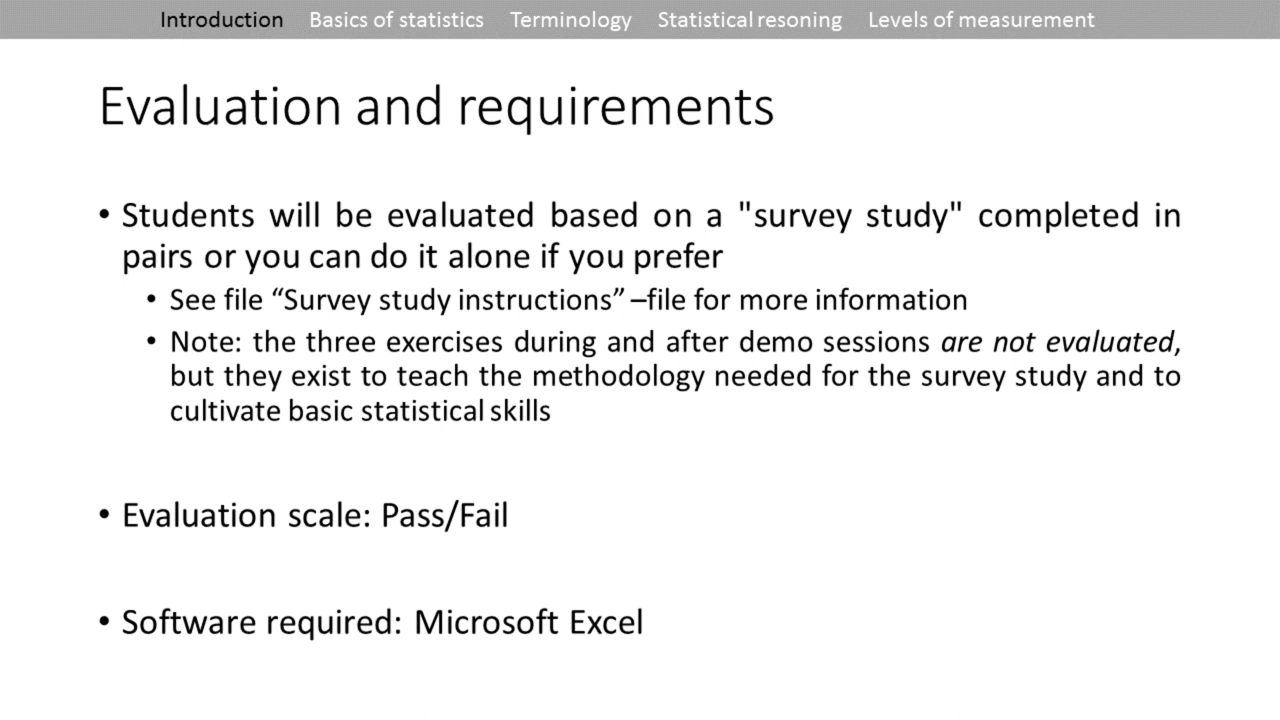 Introduction Basics of statistics Terminology Statistical resoning Levels of measurement
Evaluation and requirements
• Students will be evaluated based on a "survey study" completed in
pairs or you can do it alone if you prefer
• See file “Survey study instructions” –file for more information
• Note: the three exercises during and after demo sessions are not evaluated,
but they exist to teach the methodology needed for the survey study and to
cultivate basic statistical skills
• Evaluation scale: Pass/Fail
• Software required: Microsoft Excel